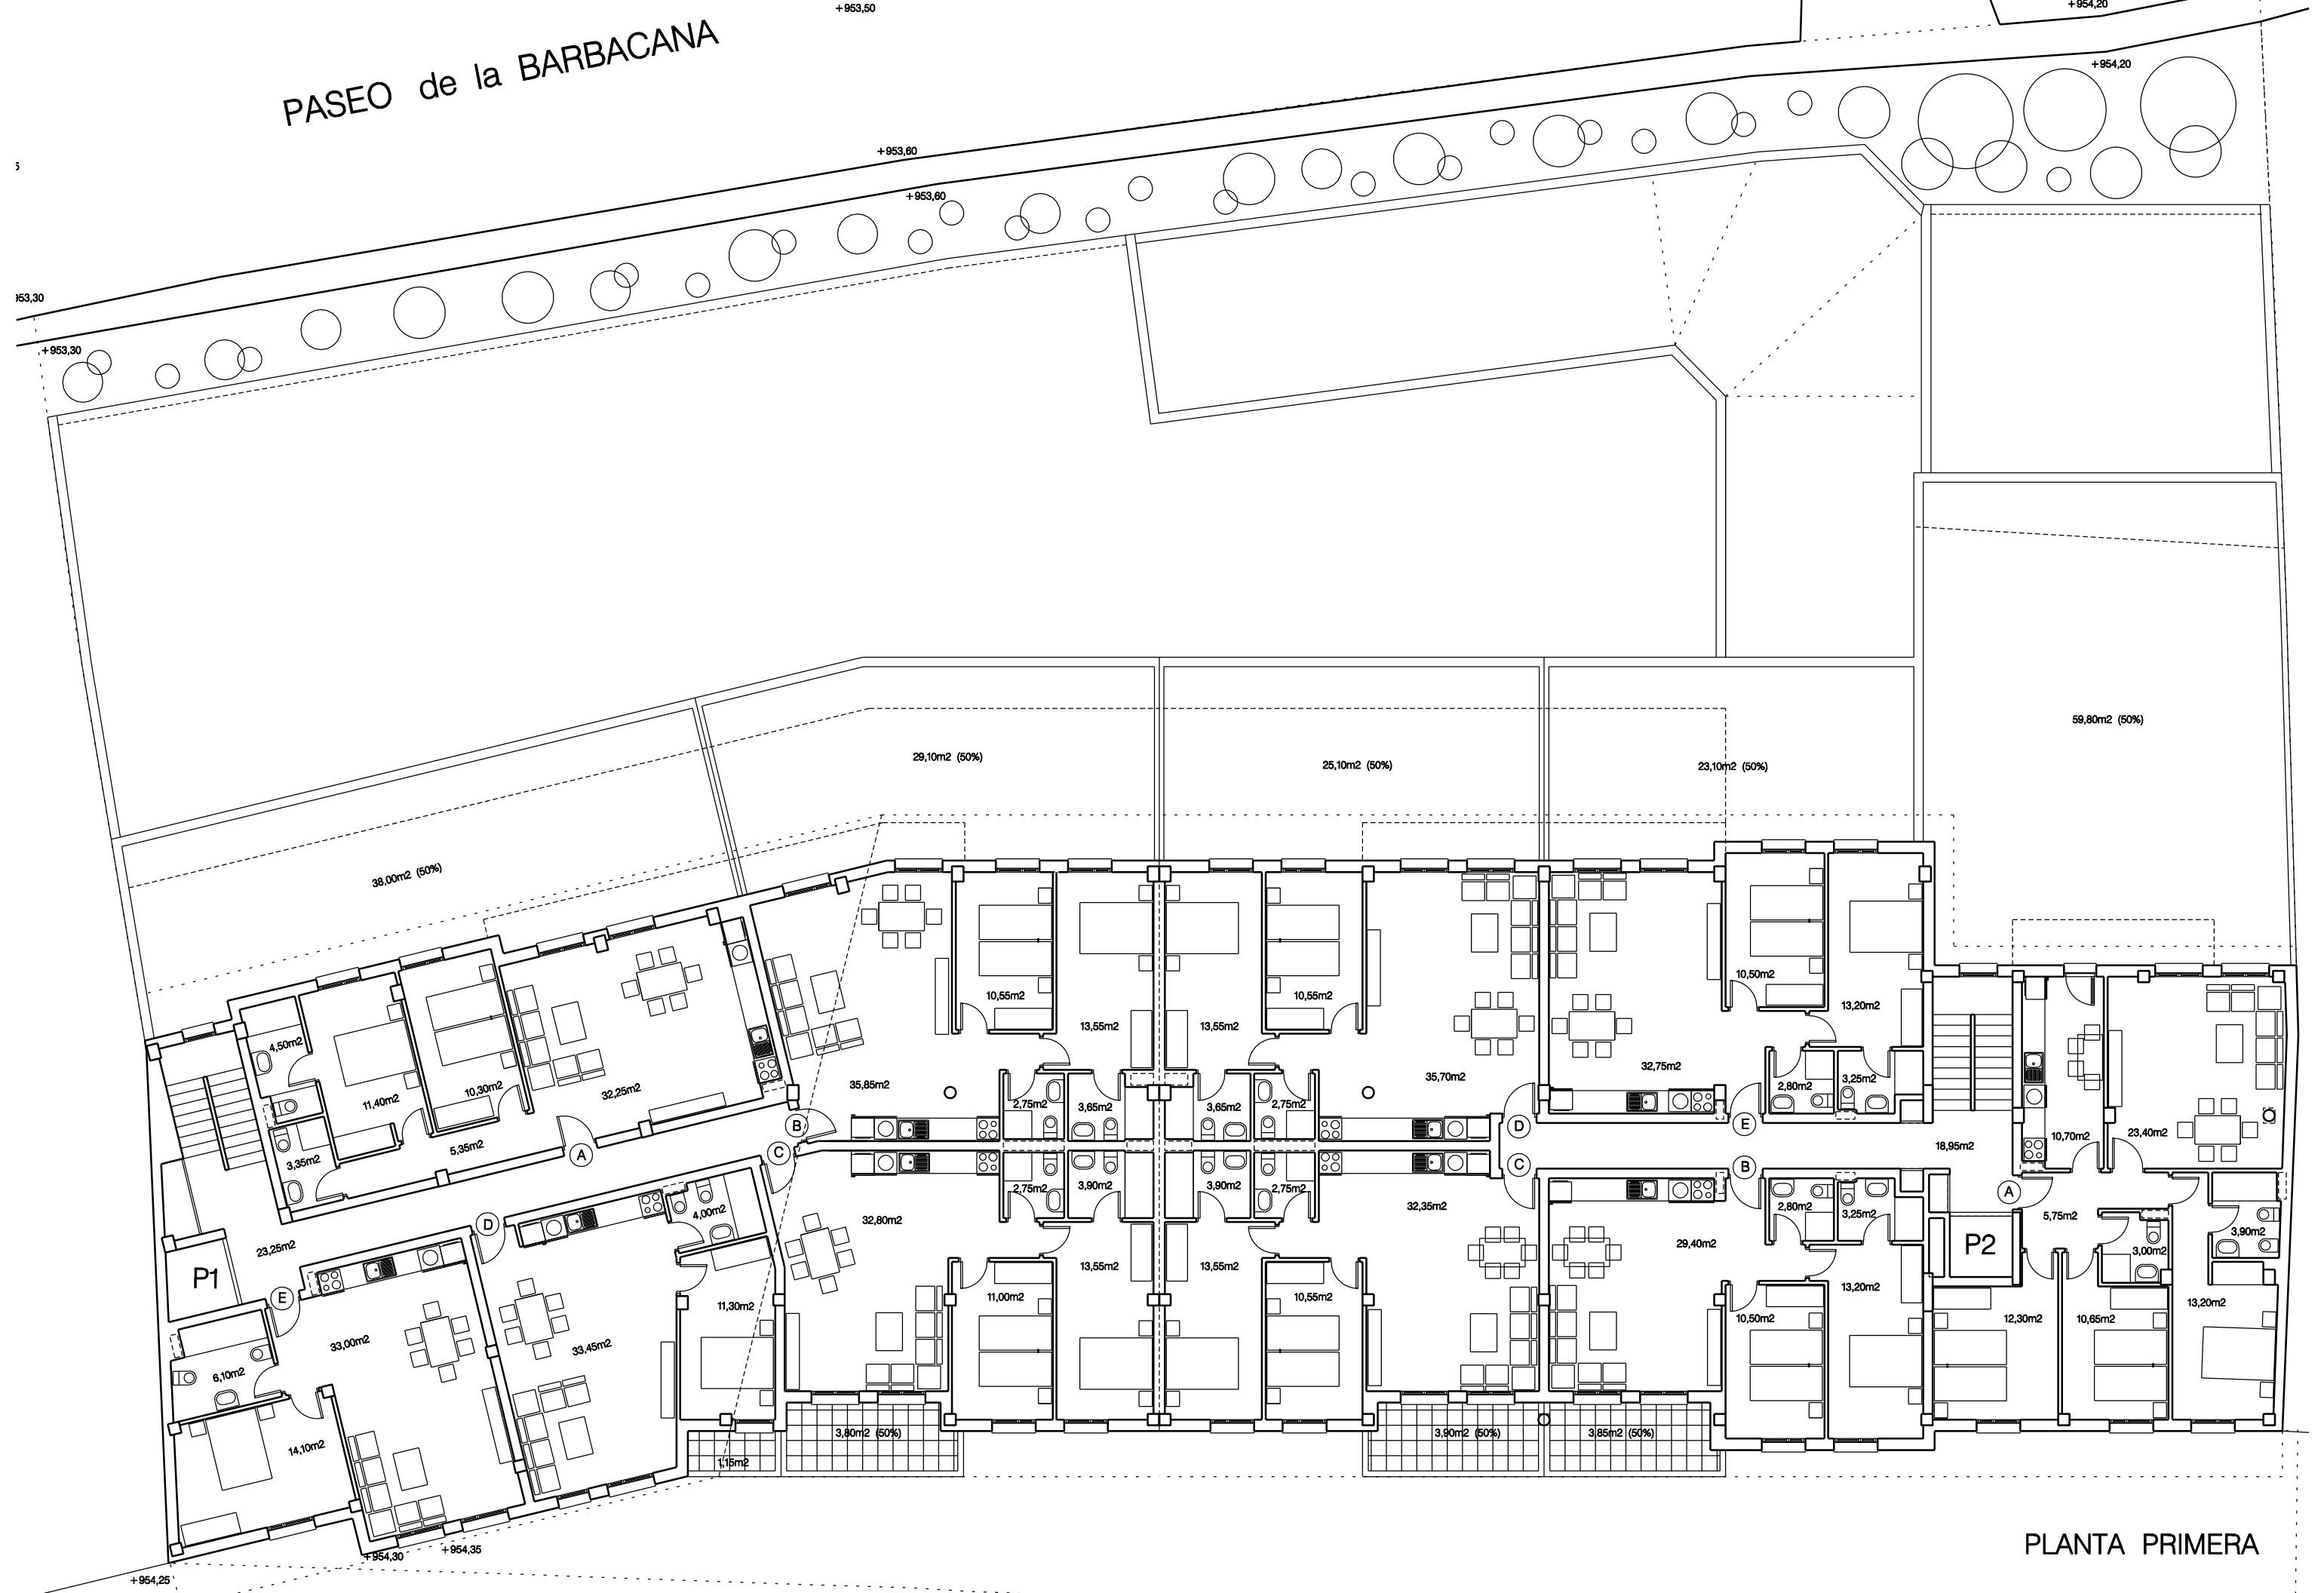 +953,50
+954,20
PASEO de la BARBACANA
+954,20
+953,60
+953,60
+953,30
59,80m2 (50%)
29,10m2 (50%)
25,10m2 (50%)
23,10m2 (50%)
38,00m2 (50%)
10,50m2
10,55m2
10,55m2
13,20m2
13,55m2
13,55m2
4,50m2
32,75m2
35,70m2
35,85m2
3,25m2
2,80m2
10,30m2
32,25m2
11,40m2
2,75m2
3,65m2
3,65m2
2,75m2
B
D
E
10,70m2
23,40m2
5,35m2
18,95m2
A
C
3,35m2
C
B
2,75m2
3,90m2
3,90m2
2,75m2
A
4,00m2
2,80m2
3,25m2
32,80m2
32,35m2
5,75m2
D
3,90m2
29,40m2
P2
23,25m2
3,00m2
13,55m2
13,55m2
P1
13,20m2
E
11,30m2
11,00m2
10,55m2
13,20m2
10,50m2
12,30m2
10,65m2
33,00m2
33,45m2
6,10m2
3,80m2 (50%)
3,90m2 (50%)
3,85m2 (50%)
14,10m2
1,15m2
PLANTA PRIMERA
+954,35
+954,30
+954,25